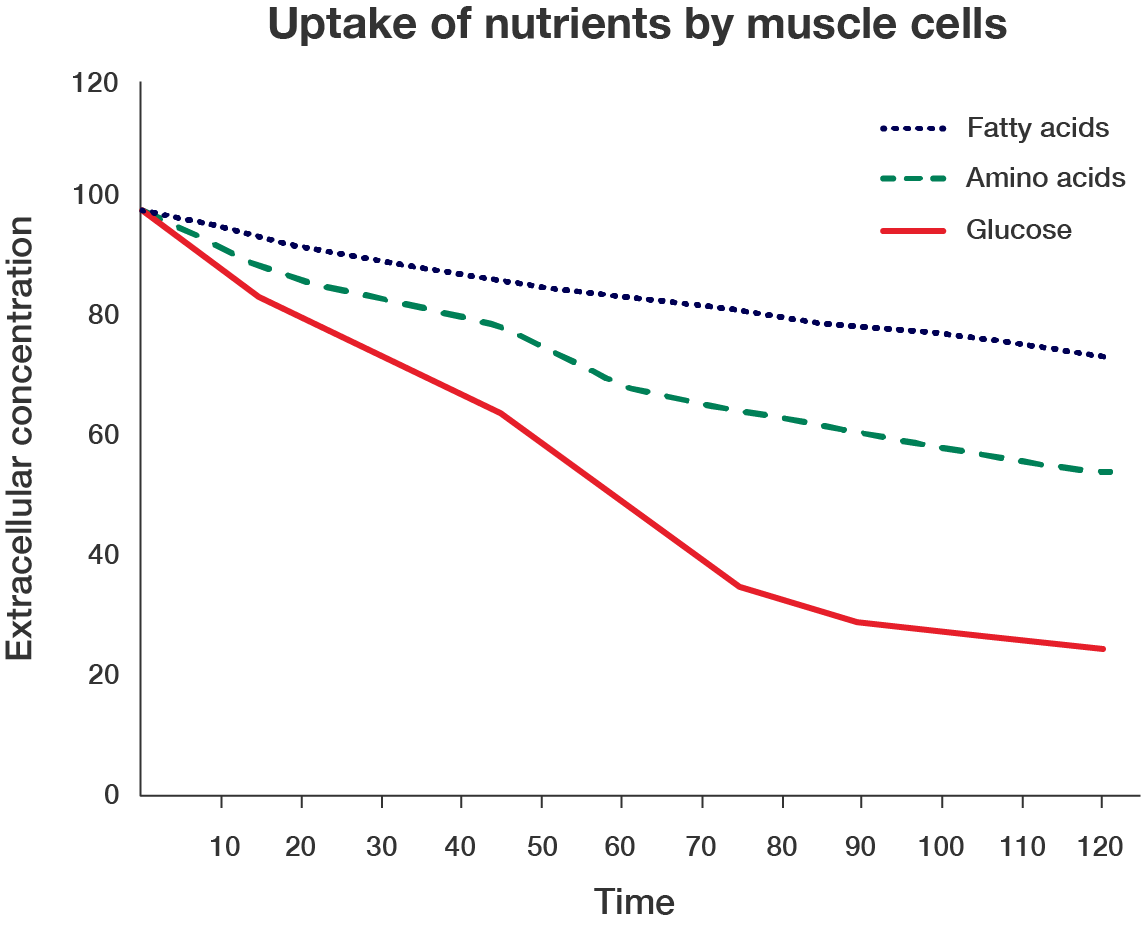 Uptake of nutrients by muscle cells
120
Fatty acids
Amino acids
Glucose
100
80
60
40
20
0
Extracellular concentration
10 20 30 40 50 60 70 80 90 100 110 120
Time